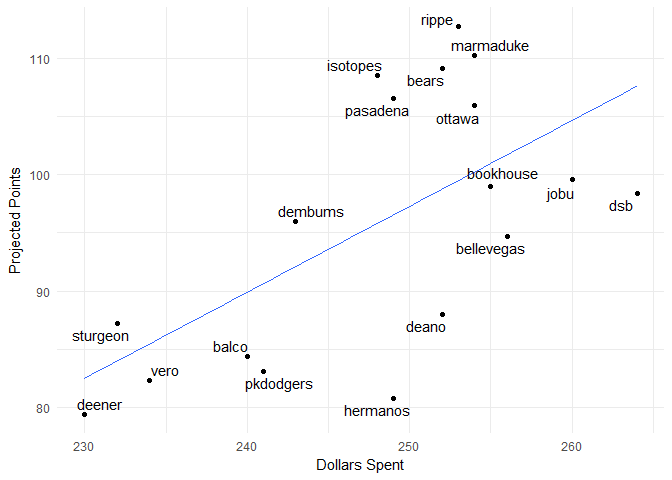 rippe
marmaduke
110
isotopes
bears
pasadena
ottawa
100
bookhouse
jobu
dsb
dembums
bellevegas
Projected Points
90
sturgeon
deano
balco
vero
pkdodgers
deener
hermanos
80
230
240
250
260
Dollars Spent